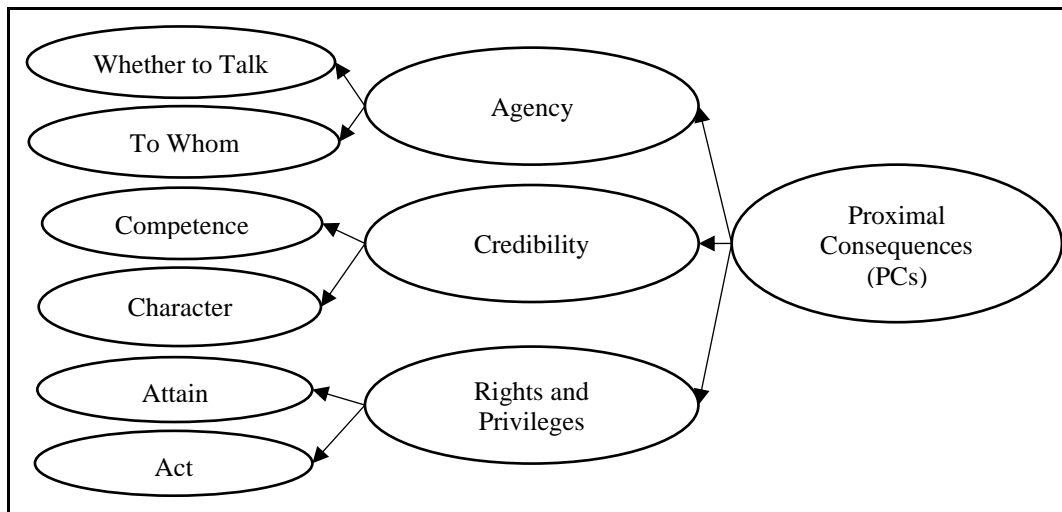 Whether to Talk
To Whom
Competence
Character
Attain
Act
Agency
Credibility
Rights and
Privileges
Proximal
Consequences
(PCs)